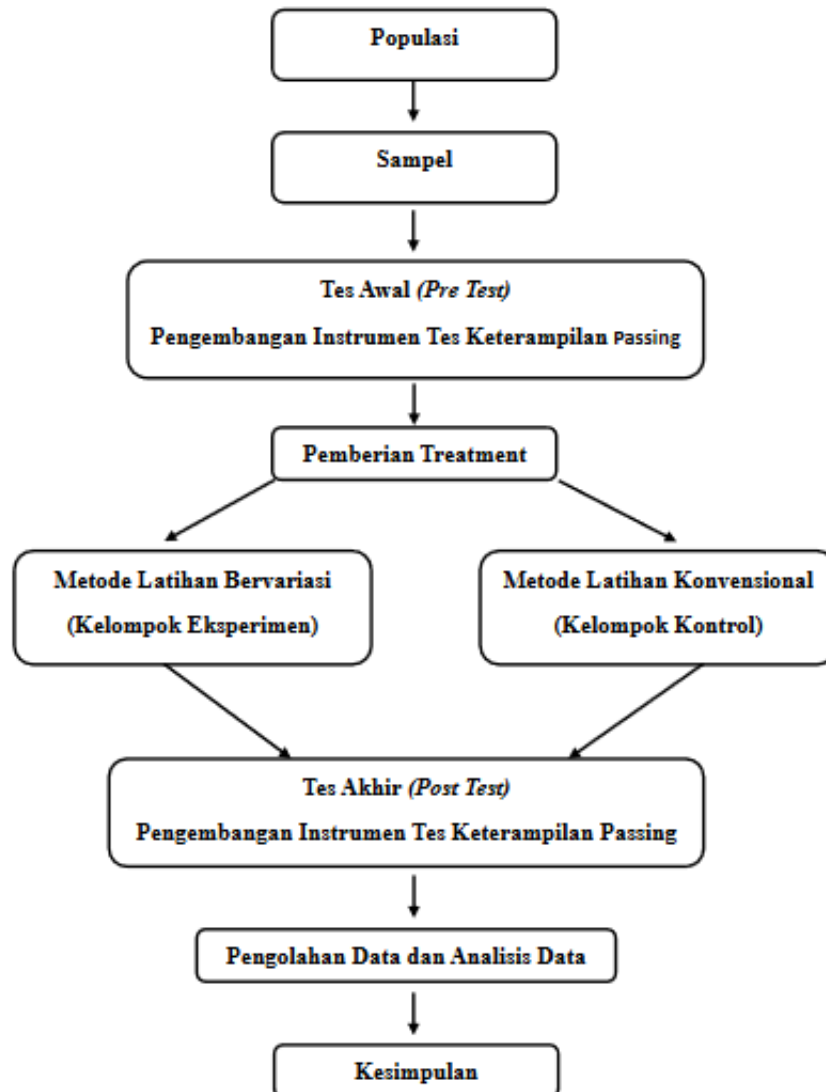 Populasi
Sampel
Tes Awal (Pre Test)
Pengembangan Instrumen Tes Keterampilan Passing
Pemberian Treatment
Metode Latihan Bervariasi
(Kelompok Eksperimen)
Metode Latihan Konvensional
(Kelompok Kontrol)
Tes Akhir (Post Test)
Pengembangan Instrumen Tes Keterampilan Passing
Pengolahan Data dan Analisis Data
Kesimpulan